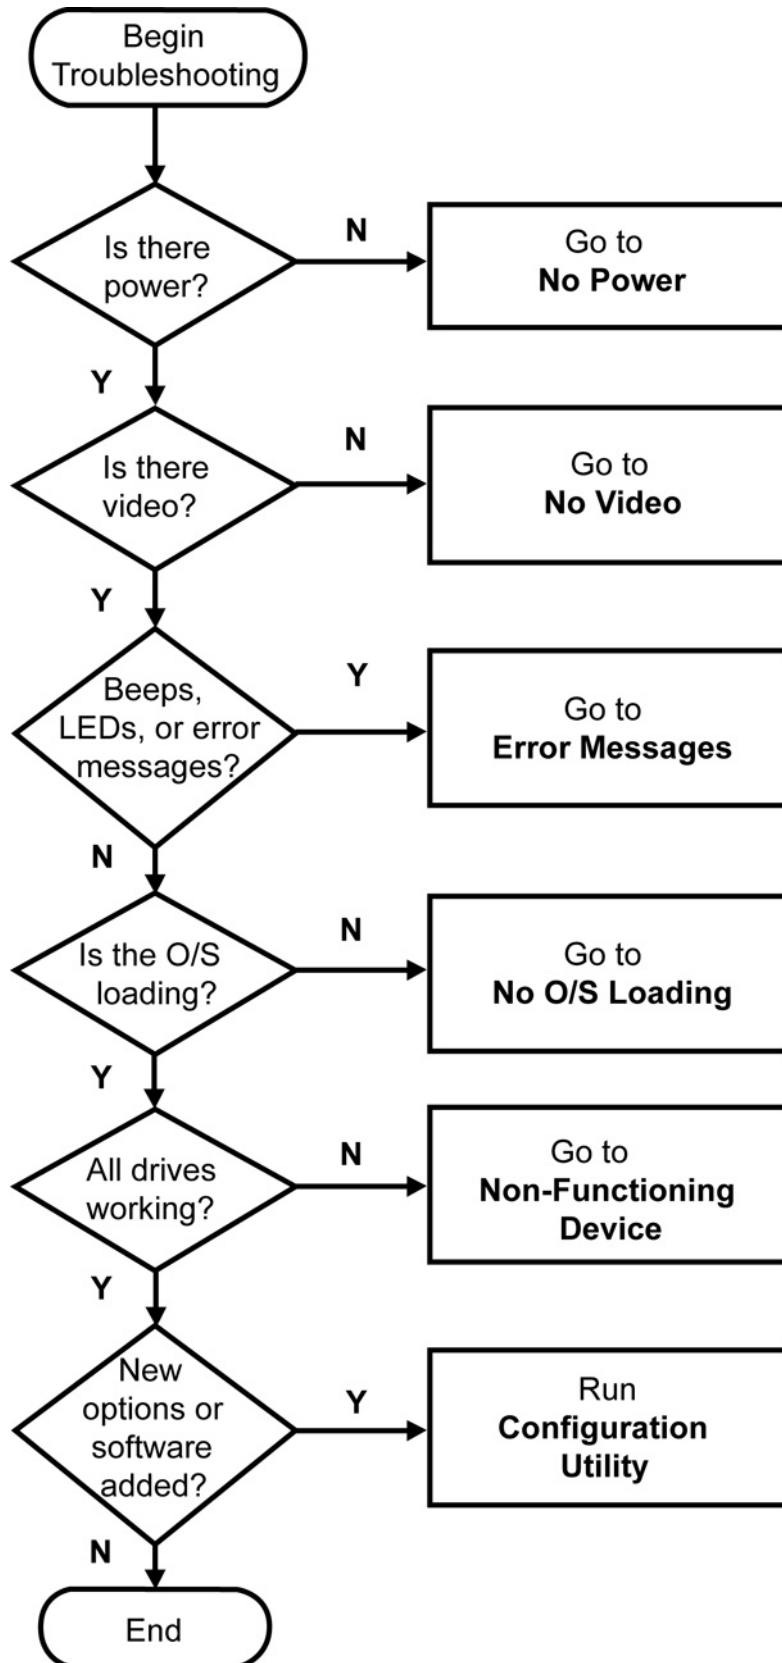 Begin
Troubleshooting
Is there
power?
N
Go to
No Power
Y
Is there
video?
N
Go to
No Video
Y
Beeps,
LEDs, or error
messages?
Y
Go to
Error Messages
N
Is the O/S
loading?
N
Go to
No O/S Loading
Y
All drives
working?
N
Go to
Non-Functioning
Device
Y
New
options or
software
added?
Y
Run
Configuration
Utility
N
End